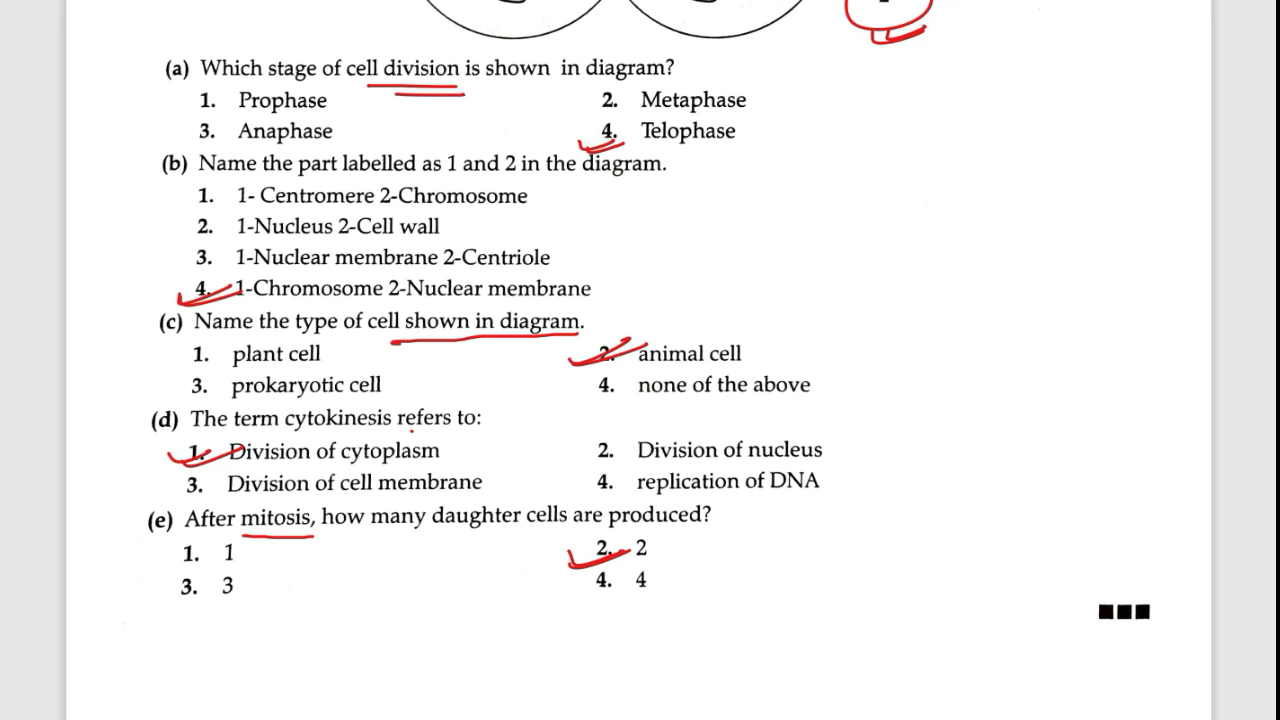 (a) Which stage of cell division is shown in diagram?
1. Prophase 2. Metaphase
3. Anaphase 4. Telophase
(b) Name the part labelled as 1 and 2 in the diagram.
1. 1- Centromere 2-Chromosome
2. 1-Nucleus 2-Cell wall
3. 1-Nuclear membrane 2-Centriole
4. 1-Chromosome 2-Nuclear membrane
(c) Name the type of cell shown in diagram.
1. plant cell 2. animal cell
3. prokaryotic cell 4. none of the above
(d) The term cytokinesis refers to:
1. Division of cytoplasm 2. Division of nucleus
3. Division of cell membrane 4. replication of DNA
(e) After mitosis, how many daughter cells are produced?
1. 1 2. 2
3. 3 4. 4